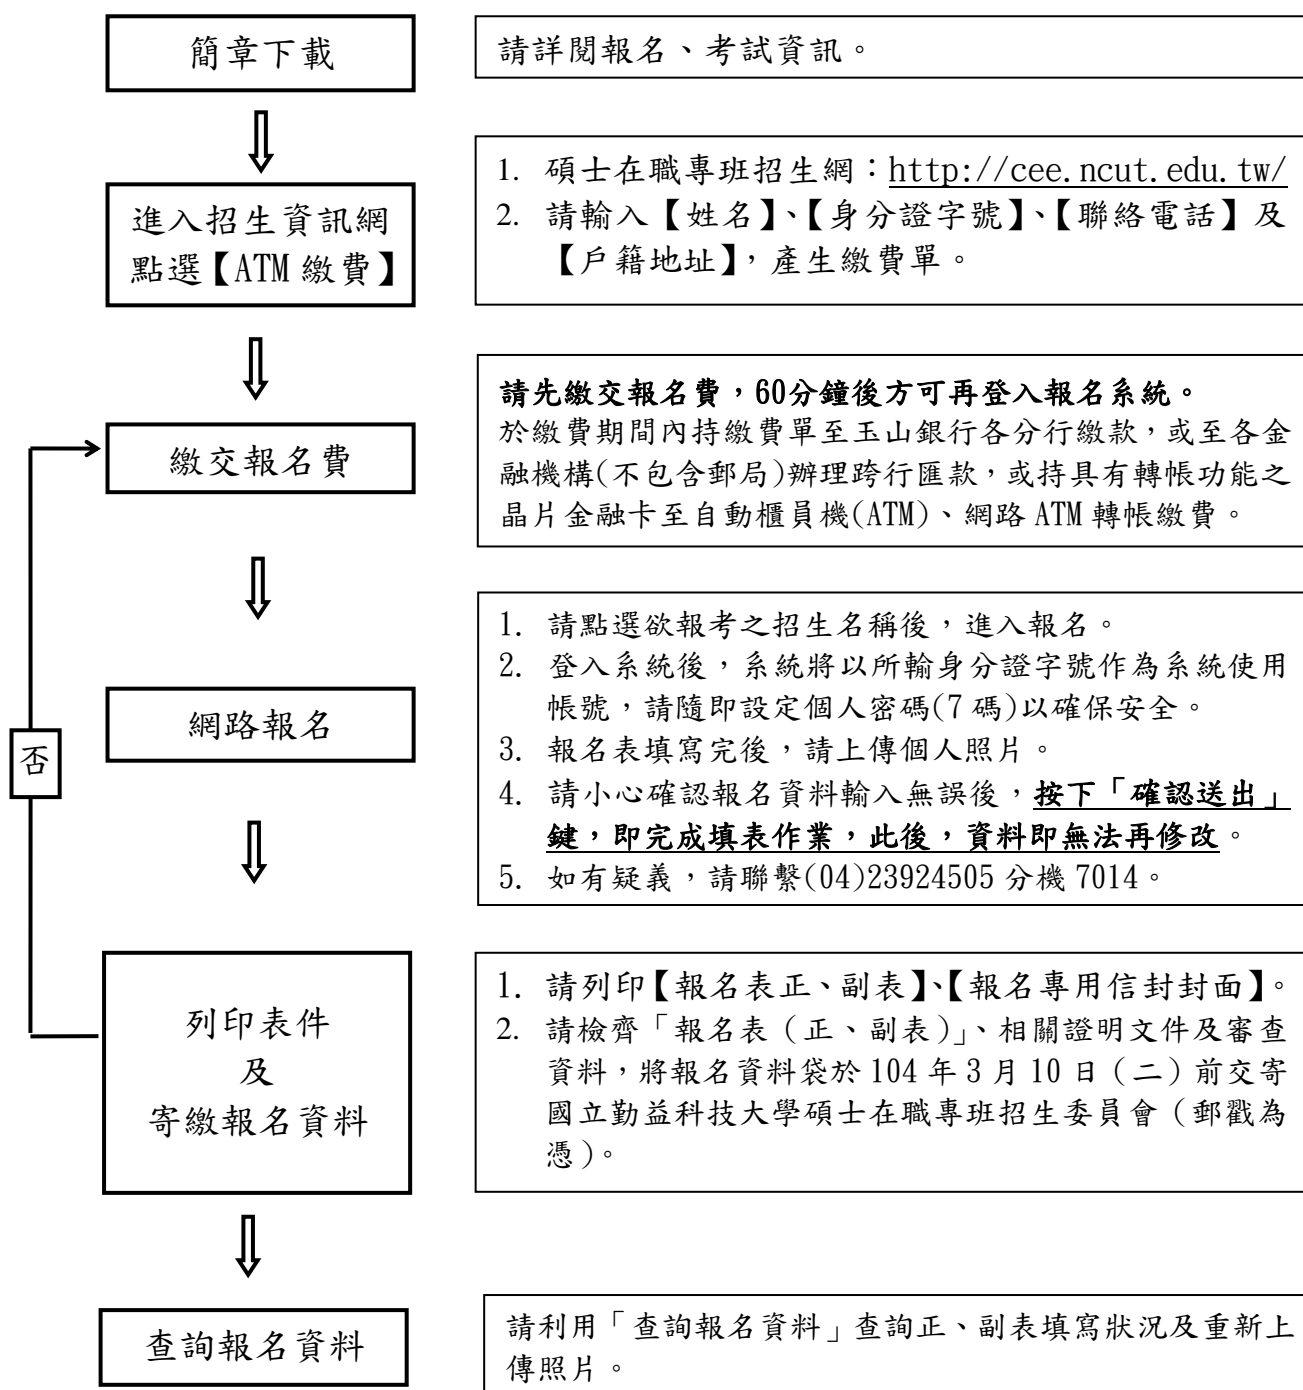 簡章下載
請詳閱報名、考試資訊。
進入招生資訊網
點選【ATM 繳費】
1. 碩士在職專班招生網：http://cee.ncut.edu.tw/
2. 請輸入【姓名】、【身分證字號】、【聯絡電話】及
【戶籍地址】，產生繳費單。
繳交報名費
請先繳交報名費，60分鐘後方可再登入報名系統。
於繳費期間內持繳費單至玉山銀行各分行繳款，或至各金
融機構(不包含郵局)辦理跨行匯款，或持具有轉帳功能之
晶片金融卡至自動櫃員機(ATM)、網路 ATM 轉帳繳費。
網路報名
1. 請點選欲報考之招生名稱後，進入報名。
2. 登入系統後，系統將以所輸身分證字號作為系統使用
帳號，請隨即設定個人密碼(7 碼)以確保安全。
3. 報名表填寫完後，請上傳個人照片。
4. 請小心確認報名資料輸入無誤後，按下「確認送出」
鍵，即完成填表作業，此後，資料即無法再修改。
5. 如有疑義，請聯繫(04)23924505 分機 7014。
否
列印表件
及
寄繳報名資料
1. 請列印【報名表正、副表】、【報名專用信封封面】。
2. 請檢齊「報名表（正、副表）」、相關證明文件及審查
資料，將報名資料袋於 104 年 3 月 10 日（二）前交寄
國立勤益科技大學碩士在職專班招生委員會（郵戳為
憑）。
查詢報名資料
請利用「查詢報名資料」查詢正、副表填寫狀況及重新上
傳照片。